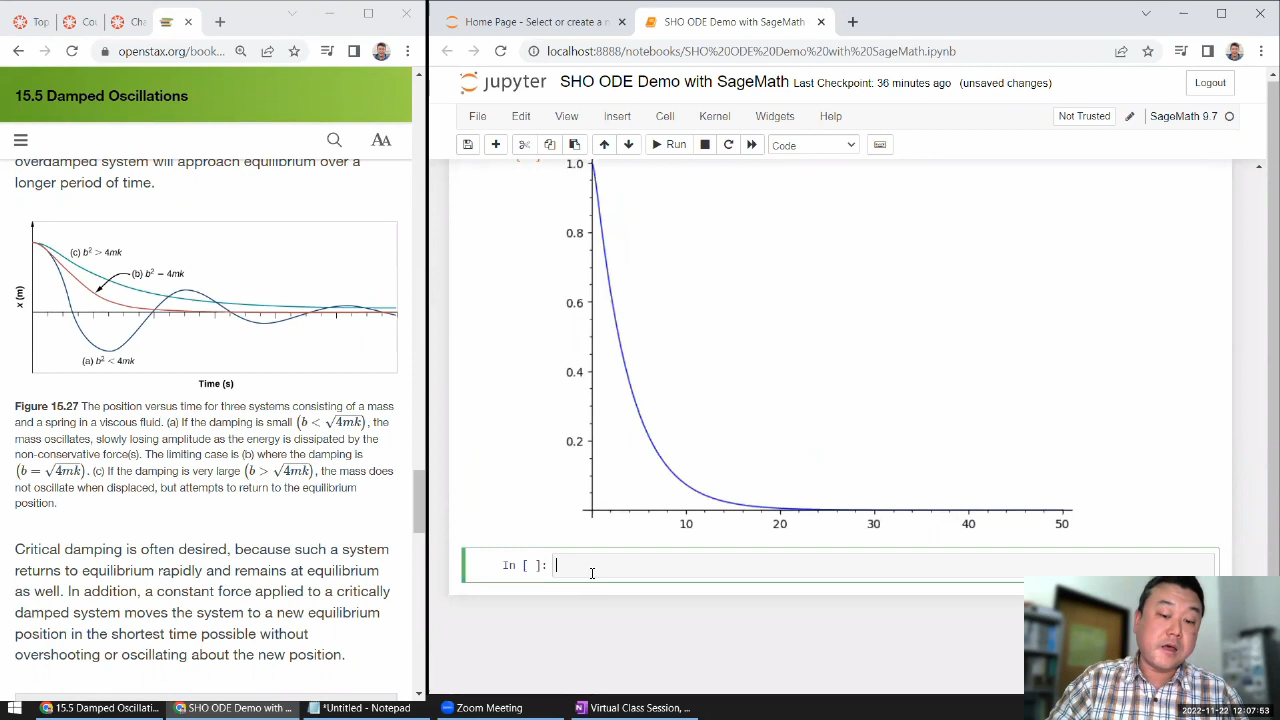 Top
Cou
Cha
openstax.org/book...
15.5 Damped Oscillations
AA
overdamped system will approach equilibrium over a
longer period of time.
(c) b² > 4mk
(b) b² = 4mk
(a) b² < 4mk
x (m)
Time (s)
Figure 15.27 The position versus time for three systems consisting of a mass
and a spring in a viscous fluid. (a) If the damping is small (b < √4mk), the
mass oscillates, slowly losing amplitude as the energy is dissipated by the
non-conservative force(s). The limiting case is (b) where the damping is
(b = √4mk). (c) If the damping is very large (b > √4mk), the mass does
not oscillate when displaced, but attempts to return to the equilibrium
position.
Critical damping is often desired, because such a system
returns to equilibrium rapidly and remains at equilibrium
as well. In addition, a constant force applied to a critically
damped system moves the system to a new equilibrium
position in the shortest time possible without
overshooting or oscillating about the new position.
Home Page - Select or create a n
SHO ODE Demo with SageMath
localhost:8888/notebooks/SHO%20ODE%20Demo%20with%20SageMath.ipynb
jupyter SHO ODE Demo with SageMath Last Checkpoint: 36 minutes ago (unsaved changes)
Logout
File Edit View Insert Cell Kernel Widgets Help
Not Trusted
SageMath 9.7
Run
Code
1.0
0.8
0.6
0.4
0.2
10 20 30 40 50
In [ ]:
15.5 Damped Oscillati...
SHO ODE Demo with ...
*Untitled - Notepad
Zoom Meeting
Virtual Class Session, ...
2022-11-22 12:07:53